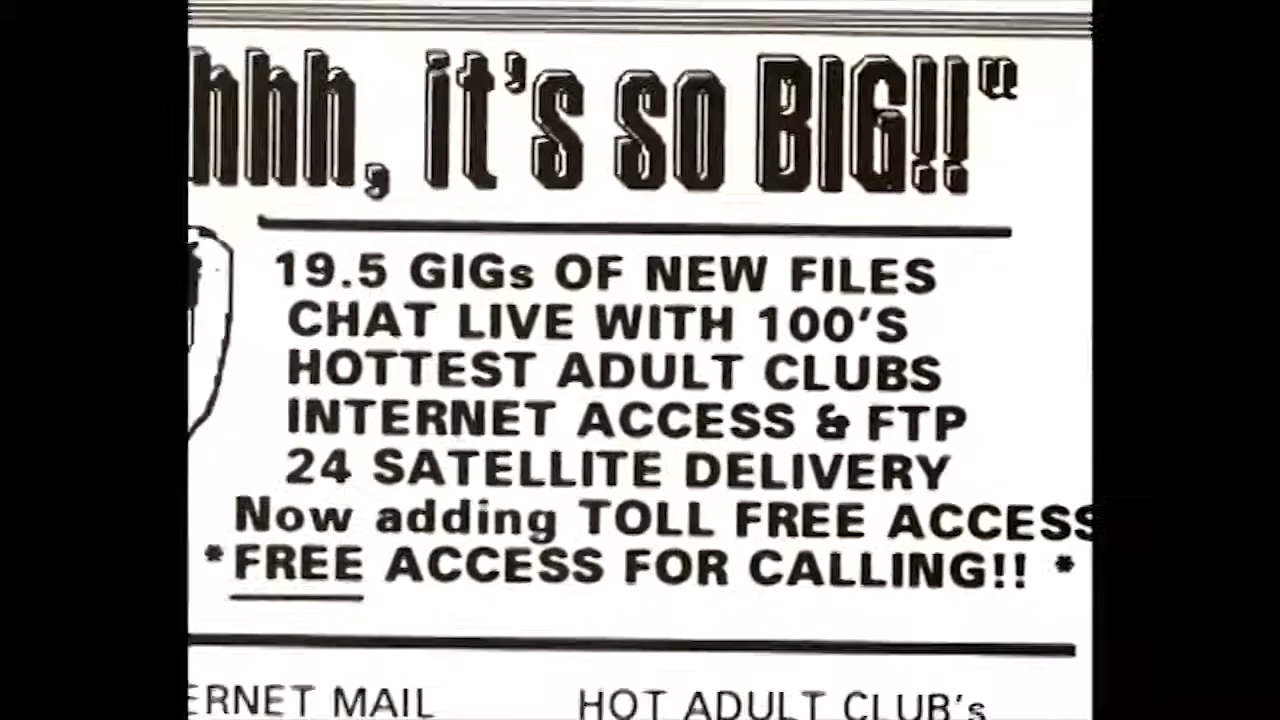 hhh, it's so BIG!!"
19.5 GIGs OF NEW FILES
CHAT LIVE WITH 100'S
HOTTEST ADULT CLUBS
INTERNET ACCESS & FTP
24 SATELLITE DELIVERY
Now adding TOLL FREE ACCESS
*FREE ACCESS FOR CALLING!! *
ERNET MAIL HOT ADULT CLUB's